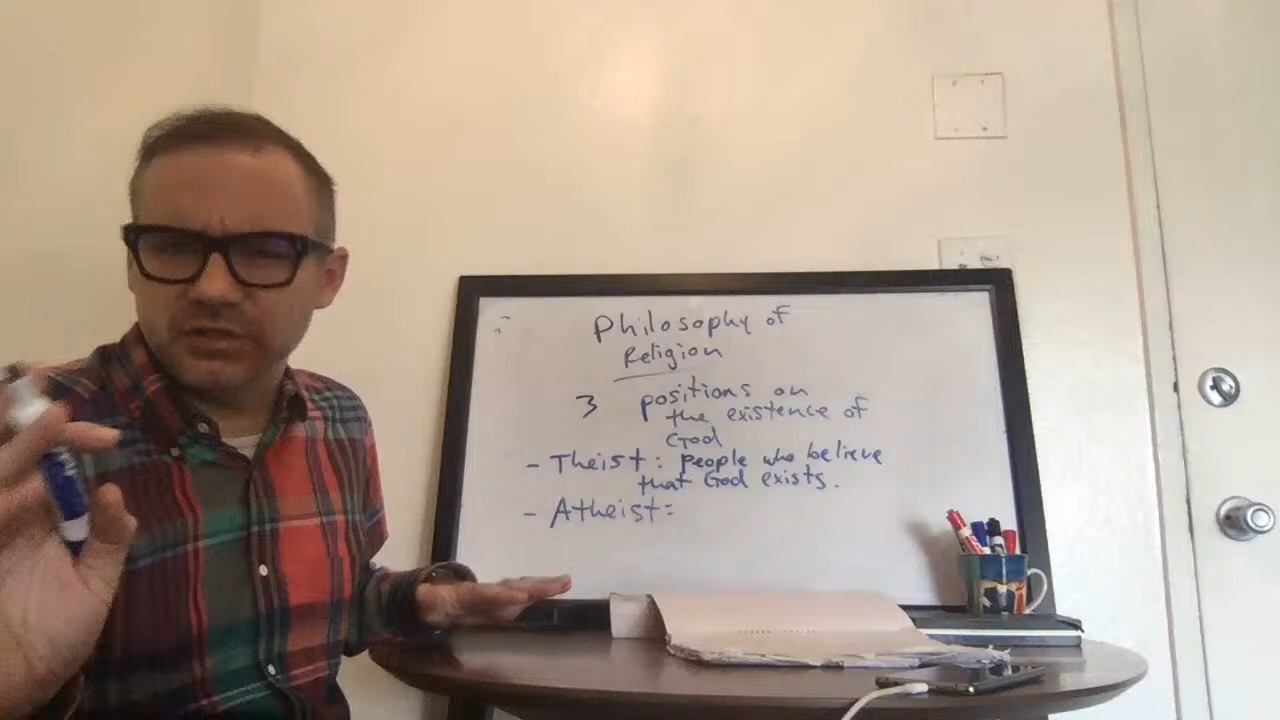 Philosophy of
Religion
3 positions on
the existence of
God
- Theist: people who believe
that God exists.
- Atheist: